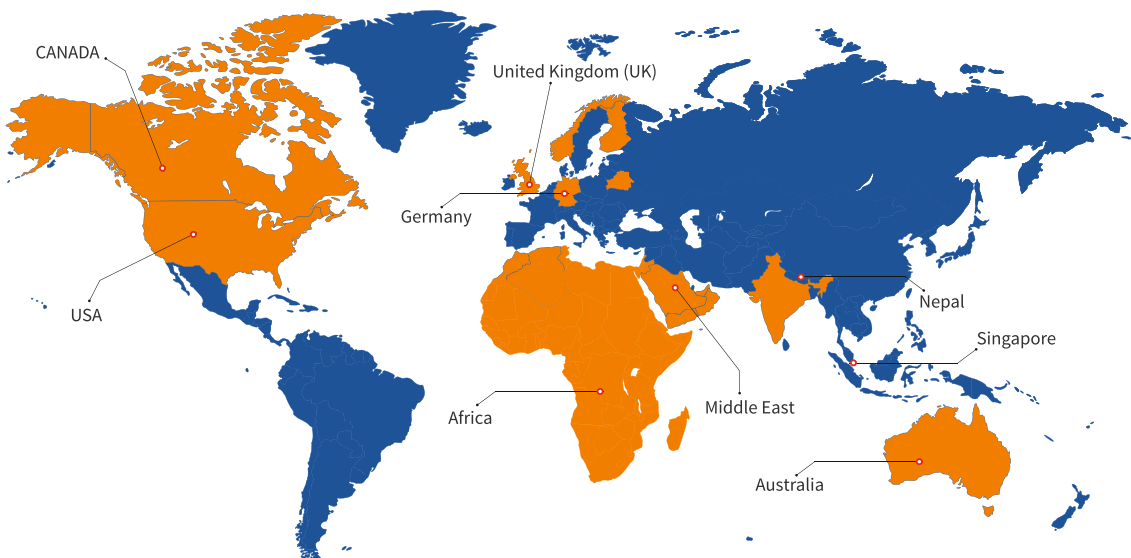 CANADA
United Kingdom (UK)
Germany
USA
Nepal
Singapore
Africa
Middle East
Australia